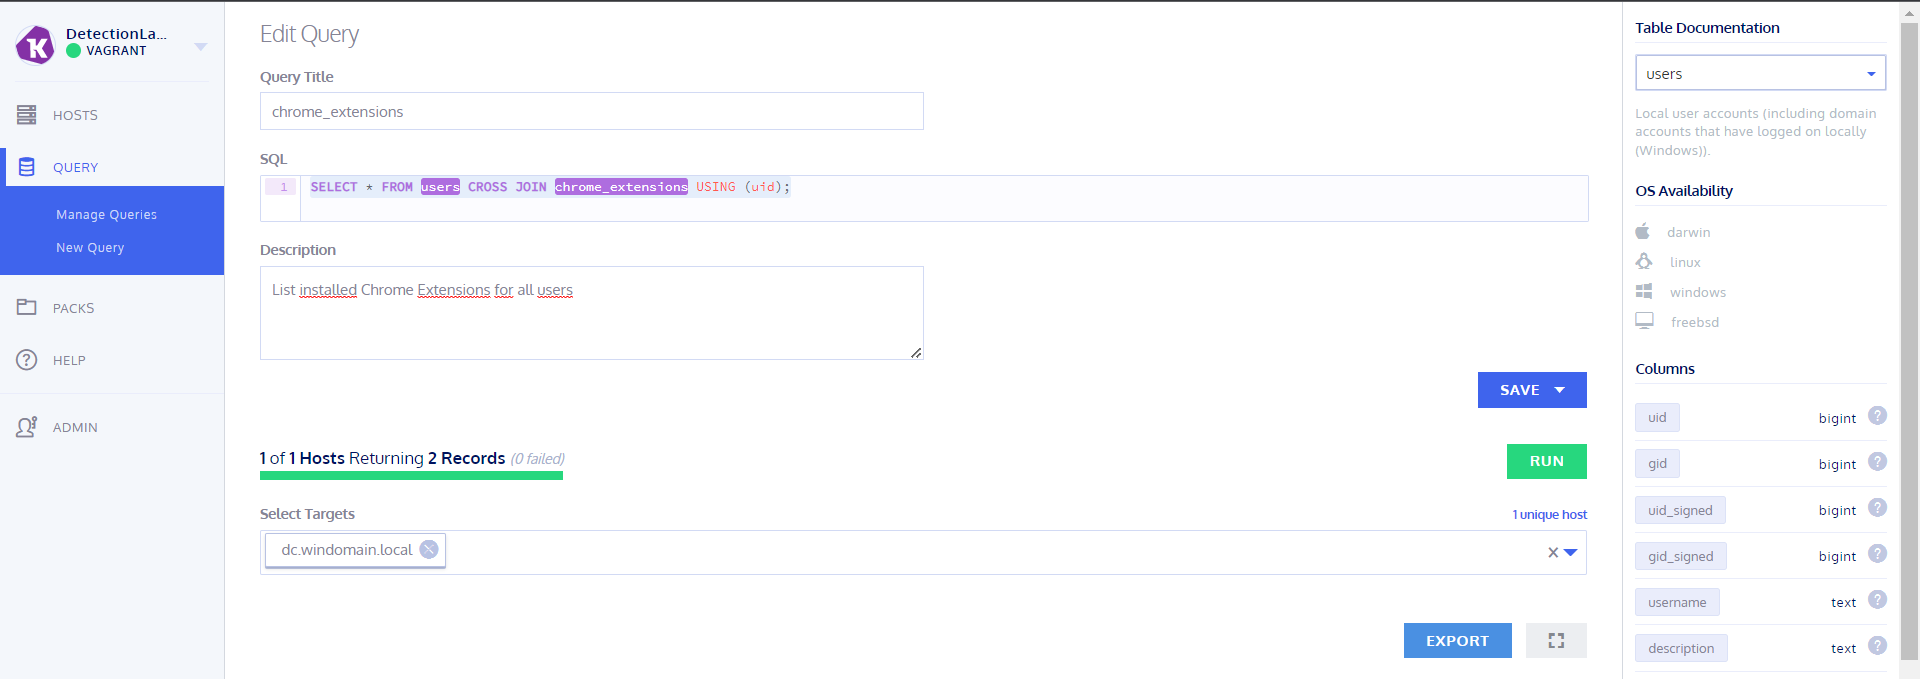 DetectionLa...
VAGRANT
HOSTS
QUERY
Manage Queries
New Query
PACKS
HELP
ADMIN
Edit Query
Query Title
chrome_extensions
SQL
1 SELECT * FROM users CROSS JOIN chrome_extensions USING (uid);
Description
List installed Chrome Extensions for all users
SAVE
1 of 1 Hosts Returning 2 Records (0 failed)
RUN
Select Targets
1 unique host
dc.windomain.local
EXPORT
Table Documentation
users
Local user accounts (including domain
accounts that have logged on locally
(Windows)).
OS Availability
darwin
linux
windows
freebsd
Columns
uid bigint ?
gid bigint ?
uid_signed bigint ?
gid_signed bigint ?
username text ?
description text ?